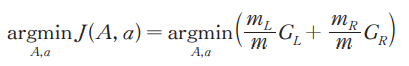 argmin J(A, a) = argmin( m_L/m G_L + m_R/m G_R )
A,a A,a